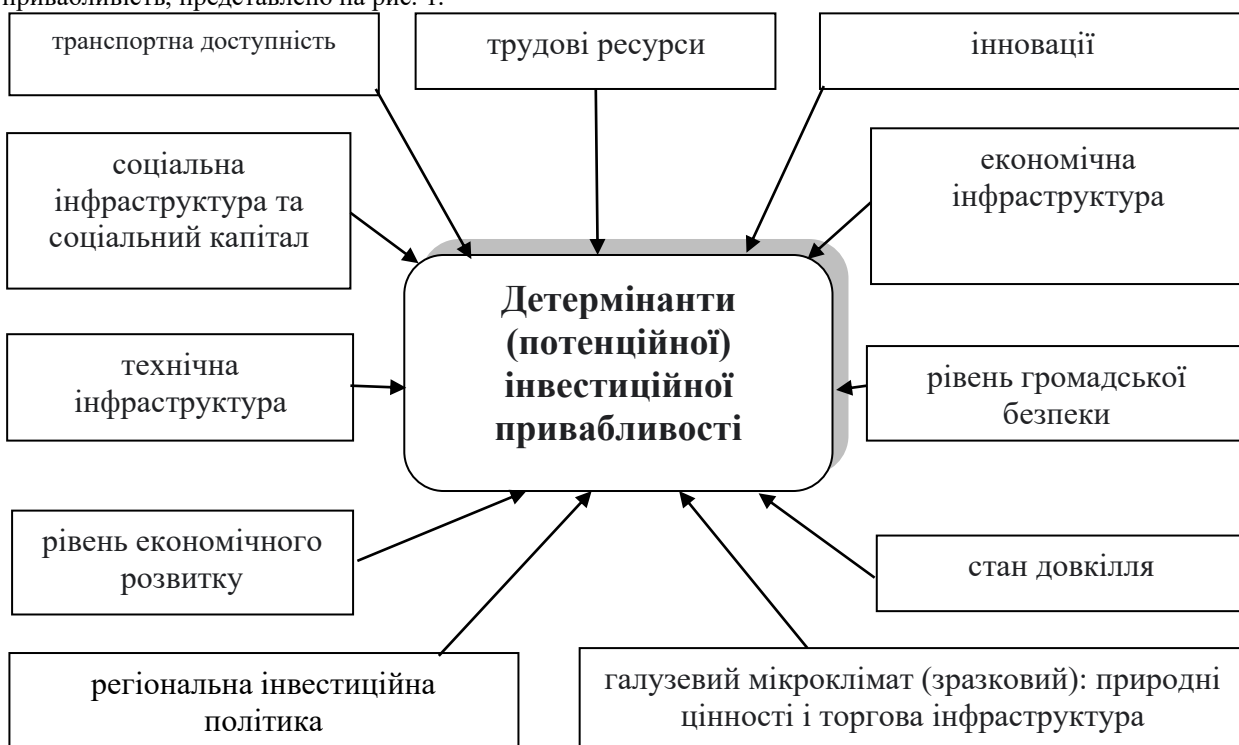 привабливість, представлено на рис. 1.
транспортна доступність
трудові ресурси
інновації
соціальна
інфраструктура та
соціальний капітал
економічна
інфраструктура
Детермінанти
(потенційної)
інвестиційної
привабливості
технічна
інфраструктура
рівень громадської
безпеки
рівень економічного
розвитку
стан довкілля
регіональна інвестиційна
політика
галузевий мікроклімат (зразковий): природні
цінності і торгова інфраструктура